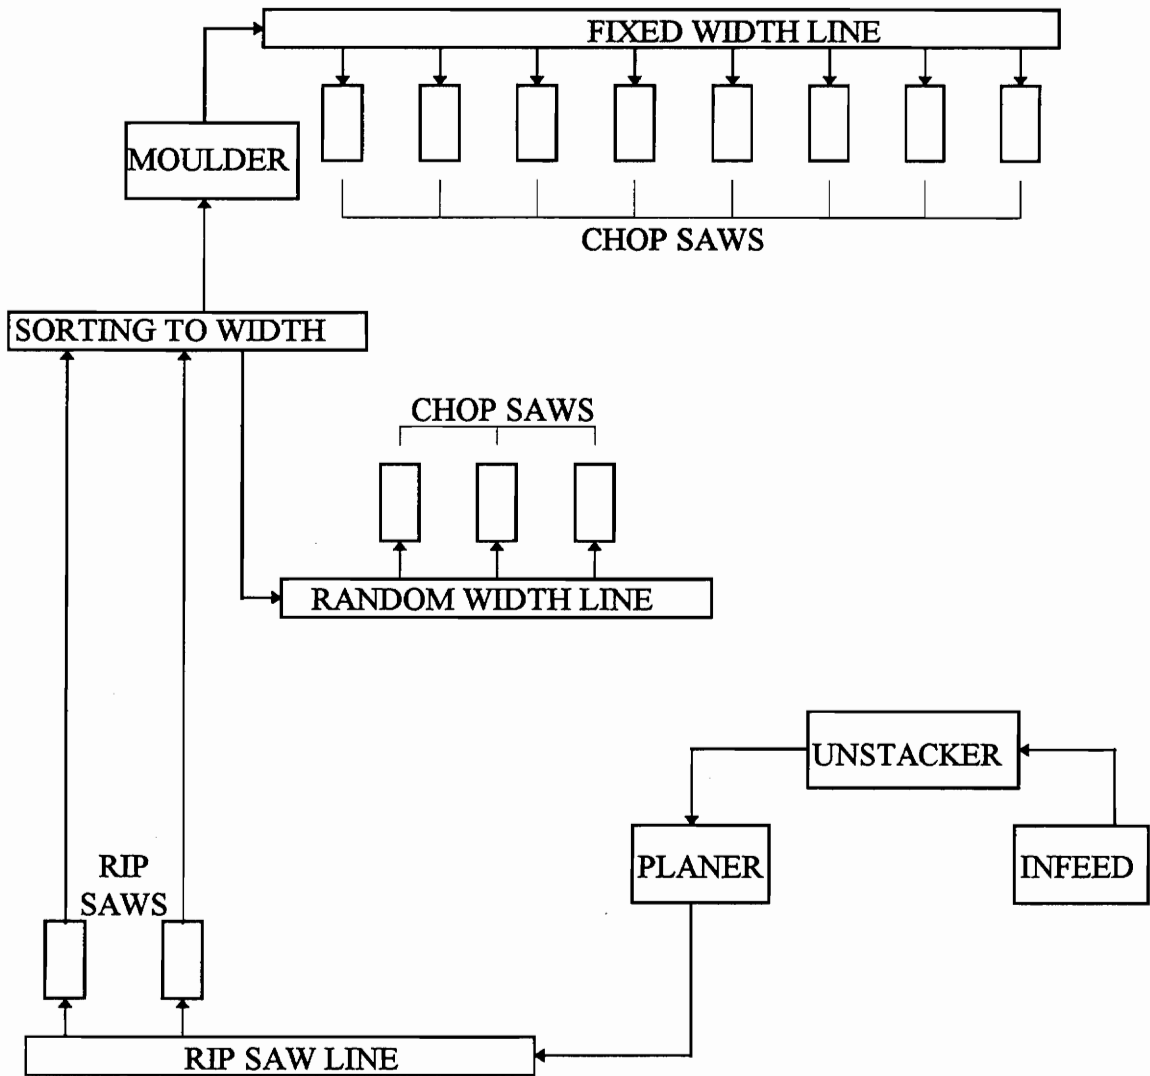 FIXED WIDTH LINE
MOULDER
CHOP SAWS
SORTING TO WIDTH
CHOP SAWS
RANDOM WIDTH LINE
UNSTACKER
PLANER
INFEED
RIP
SAWS
RIP SAW LINE